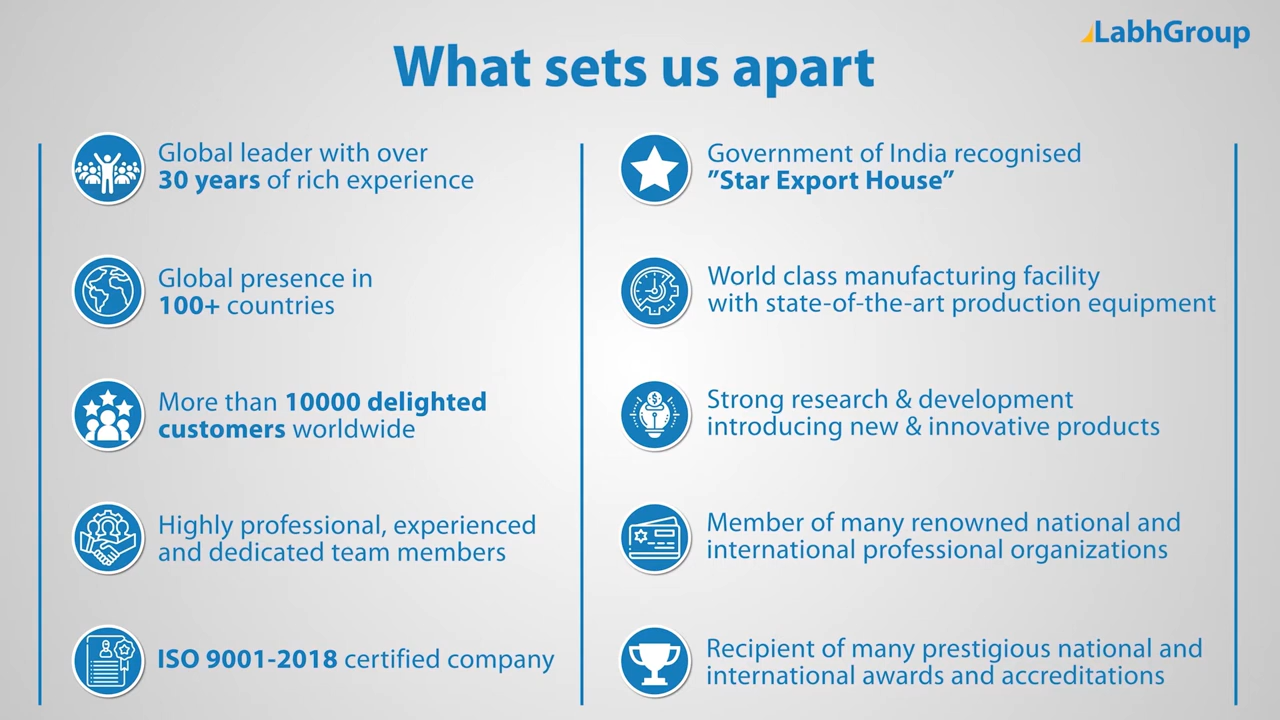 LabhGroup
What sets us apart
Global leader with over
30 years of rich experience
Global presence in
100+ countries
More than 10000 delighted
customers worldwide
Highly professional, experienced
and dedicated team members
ISO 9001-2018 certified company
Government of India recognised
”Star Export House”
World class manufacturing facility
with state-of-the-art production equipment
Strong research & development
introducing new & innovative products
Member of many renowned national and
international professional organizations
Recipient of many prestigious national and
international awards and accreditations